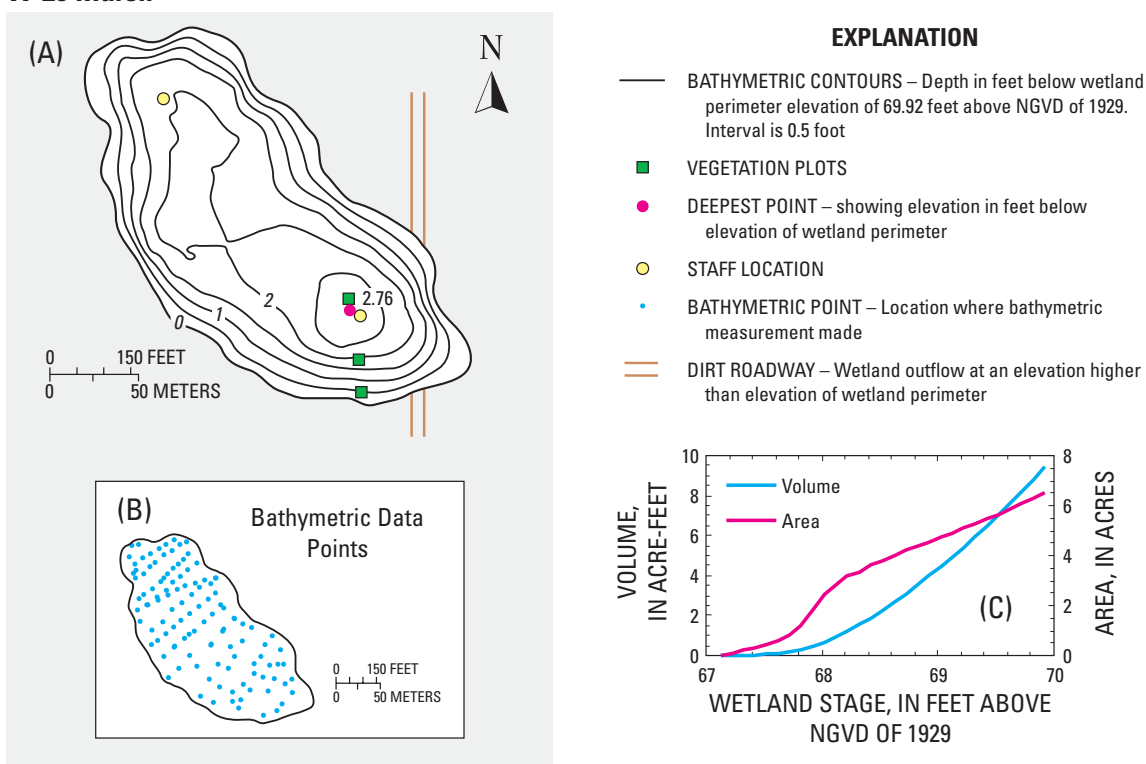 (A)
N
2.76
2
1
0
0 150 FEET
0 50 METERS
(B)
Bathymetric Data
Points
0 150 FEET
0 50 METERS
EXPLANATION
BATHYMETRIC CONTOURS – Depth in feet below wetland
perimeter elevation of 69.92 feet above NGVD of 1929.
Interval is 0.5 foot
VEGETATION PLOTS
DEEPEST POINT – showing elevation in feet below
elevation of wetland perimeter
STAFF LOCATION
BATHYMETRIC POINT – Location where bathymetric
measurement made
DIRT ROADWAY – Wetland outflow at an elevation higher
than elevation of wetland perimeter
VOLUME,
IN ACRE-FEET
10
8
6
4
2
0
Volume
Area
(C)
8
6
4
2
0
AREA, IN ACRES
67 68 69 70
WETLAND STAGE, IN FEET ABOVE
NGVD OF 1929